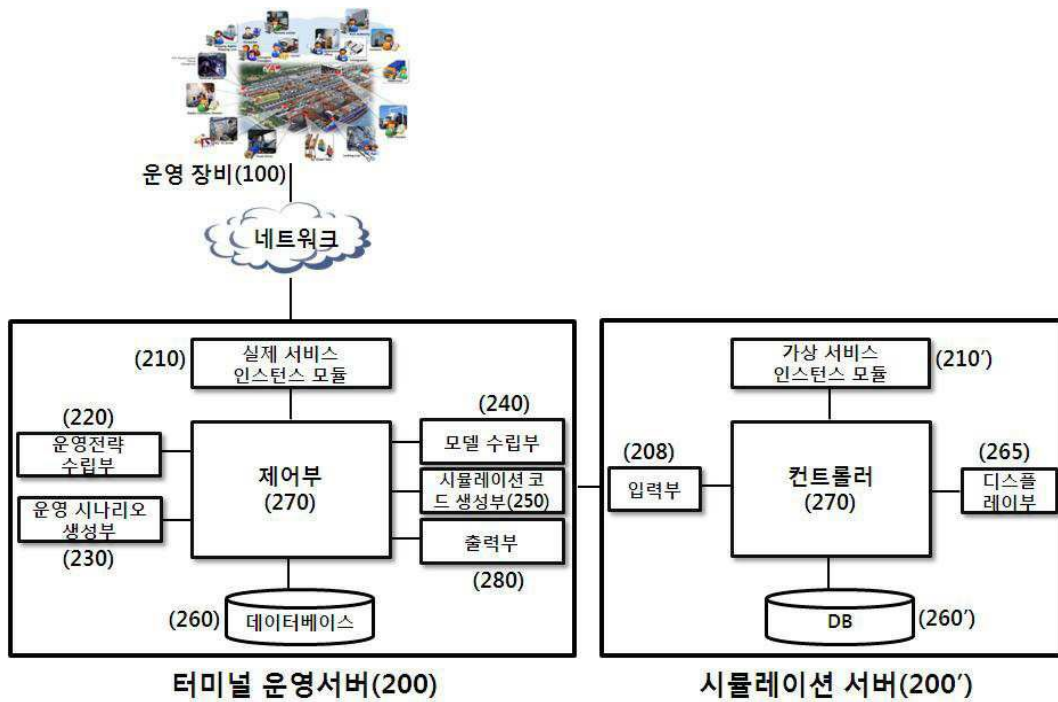 운영 장비(100)
네트워크
(210)
실제 서비스
인스턴스 모듈
(220)
운영전략
수립부
운영 시나리오
생성부
(230)
제어부
(270)
(240)
모델 수립부
시뮬레이션 코
드 생성부(250)
출력부
(280)
(260)
데이터베이스
터미널 운영서버(200)
가상 서비스
인스턴스 모듈
(210')
(208)
입력부
컨트롤러
(270)
(265)
디스플
레이부
DB
(260')
시뮬레이션 서버(200')